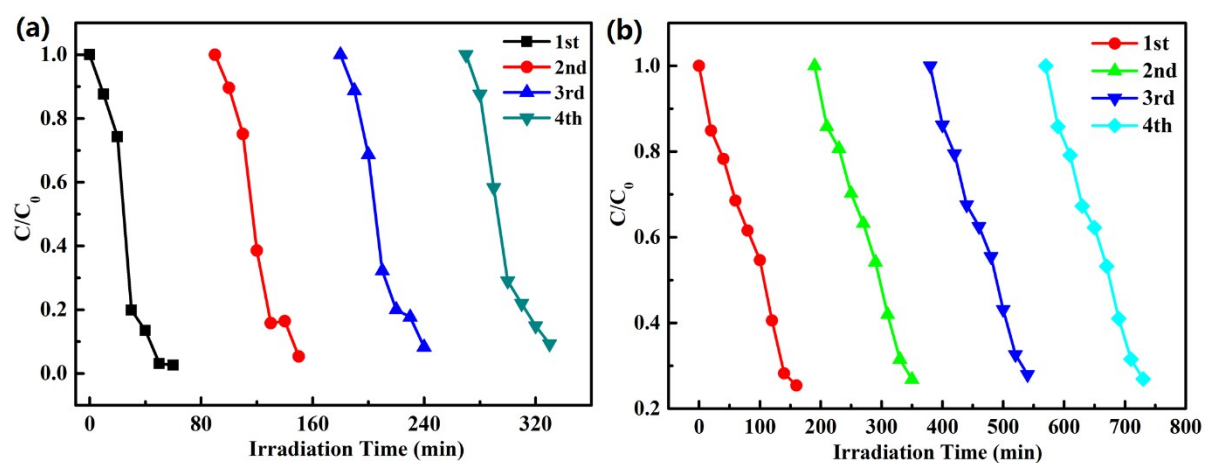 (a)
1st
2nd
3rd
4th
C/C0
1.0
0.8
0.6
0.4
0.2
0.0
0 80 160 240 320
Irradiation Time (min)
(b)
1st
2nd
3rd
4th
C/C0
1.0
0.8
0.6
0.4
0.2
0 100 200 300 400 500 600 700 800
Irradiation Time (min)